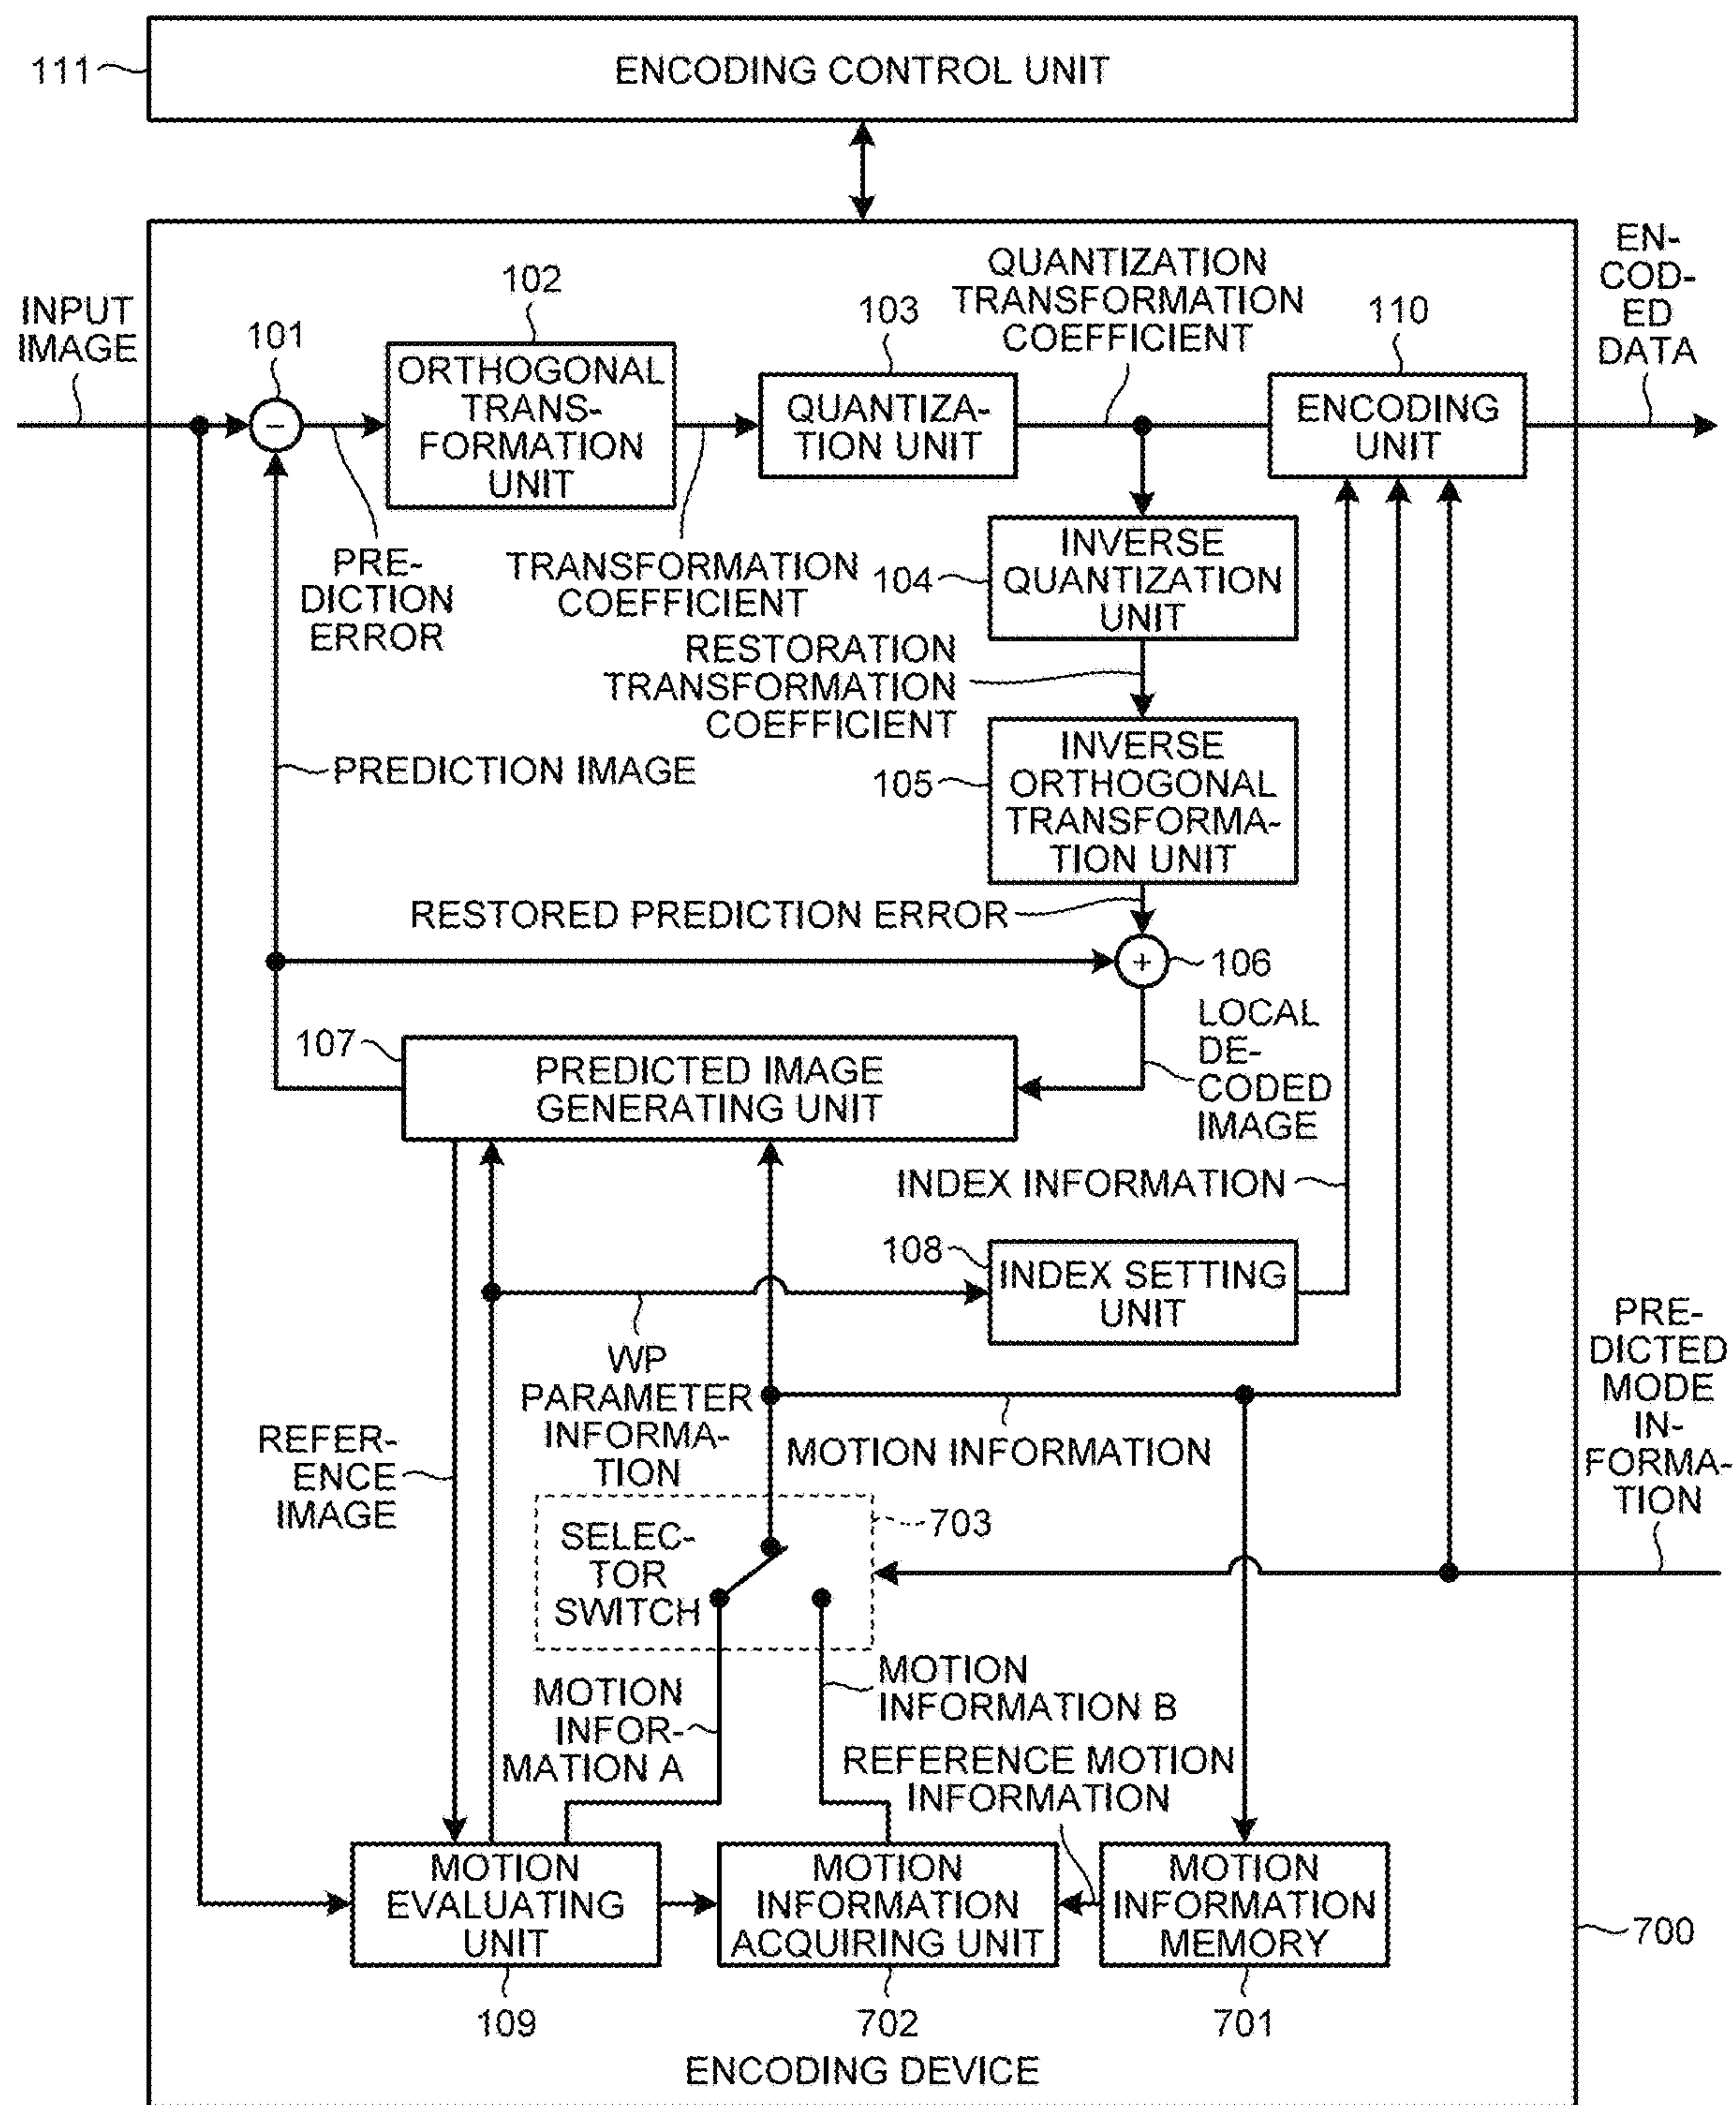 111
ENCODING CONTROL UNIT
INPUT
IMAGE
101
102
ORTHOGONAL
TRANS-
FORMATION
UNIT
103
QUANTIZA-
TION UNIT
QUANTIZATION
TRANSFORMATION
COEFFICIENT
110
ENCODING
UNIT
EN-
COD-
ED
DATA
−
PRE-
DICTION
ERROR
TRANSFORMATION
COEFFICIENT
104
INVERSE
QUANTIZATION
UNIT
RESTORATION
TRANSFORMATION
COEFFICIENT
PREDICTION IMAGE
105
INVERSE
ORTHOGONAL
TRANSFORMA-
TION UNIT
RESTORED PREDICTION ERROR
+
106
LOCAL
DE-
CODED
IMAGE
107
PREDICTED IMAGE
GENERATING UNIT
INDEX INFORMATION
108
INDEX SETTING
UNIT
WP
PARAMETER
INFORMA-
TION
MOTION INFORMATION
PRE-
DICTED
MODE
IN-
FORMA-
TION
REFER-
ENCE
IMAGE
SELEC-
TOR
SWITCH
703
MOTION
INFOR-
MATION A
MOTION
INFORMATION B
REFERENCE MOTION
INFORMATION
MOTION
EVALUATING
UNIT
109
MOTION
INFORMATION
ACQUIRING UNIT
702
MOTION
INFORMATION
MEMORY
701
700
ENCODING DEVICE